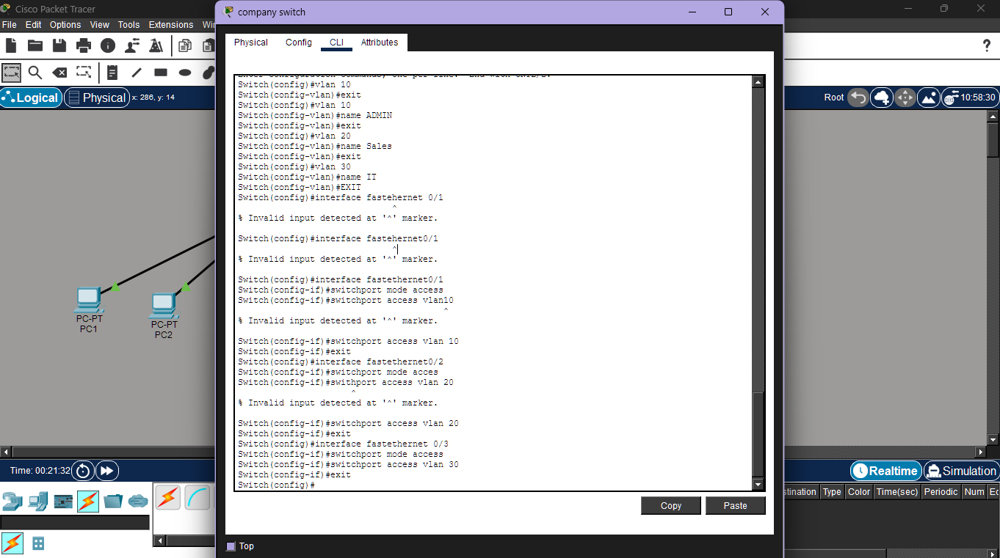 Cisco Packet Tracer
company switch
File Edit Options View Tools Extensions
Physical Config CLI Attributes
Logical Physical x: 286, y: 14
Root 10:58:30
Switch(config)#vlan 10
Switch(config-vlan)#exit
Switch(config)#vlan 10
Switch(config-vlan)#name ADMIN
Switch(config-vlan)#exit
Switch(config)#vlan 20
Switch(config-vlan)#name Sales
Switch(config-vlan)#exit
Switch(config)#vlan 30
Switch(config-vlan)#name IT
Switch(config-vlan)#EXIT
Switch(config)#interface fastehernet 0/1
^
% Invalid input detected at '^' marker.
Switch(config)#interface fastehernet0/1
^
% Invalid input detected at '^' marker.
Switch(config)#interface fastethernet0/1
Switch(config-if)#switchport mode access
Switch(config-if)#switchport access vlan10
^
% Invalid input detected at '^' marker.
Switch(config-if)#switchport access vlan 10
Switch(config-if)#exit
Switch(config)#interface fastethernet0/2
Switch(config-if)#switchport mode acces
Switch(config-if)#swithport access vlan 20
^
% Invalid input detected at '^' marker.
Switch(config-if)#switchport access vlan 20
Switch(config-if)#exit
Switch(config)#interface fastethernet 0/3
Switch(config-if)#switchport mode access
Switch(config-if)#switchport access vlan 30
Switch(config-if)#exit
Switch(config)#
Copy Paste
Top
PC-PT
PC1
PC-PT
PC2
Time: 00:21:32
Realtime Simulation
Type Color Time(sec) Periodic Num